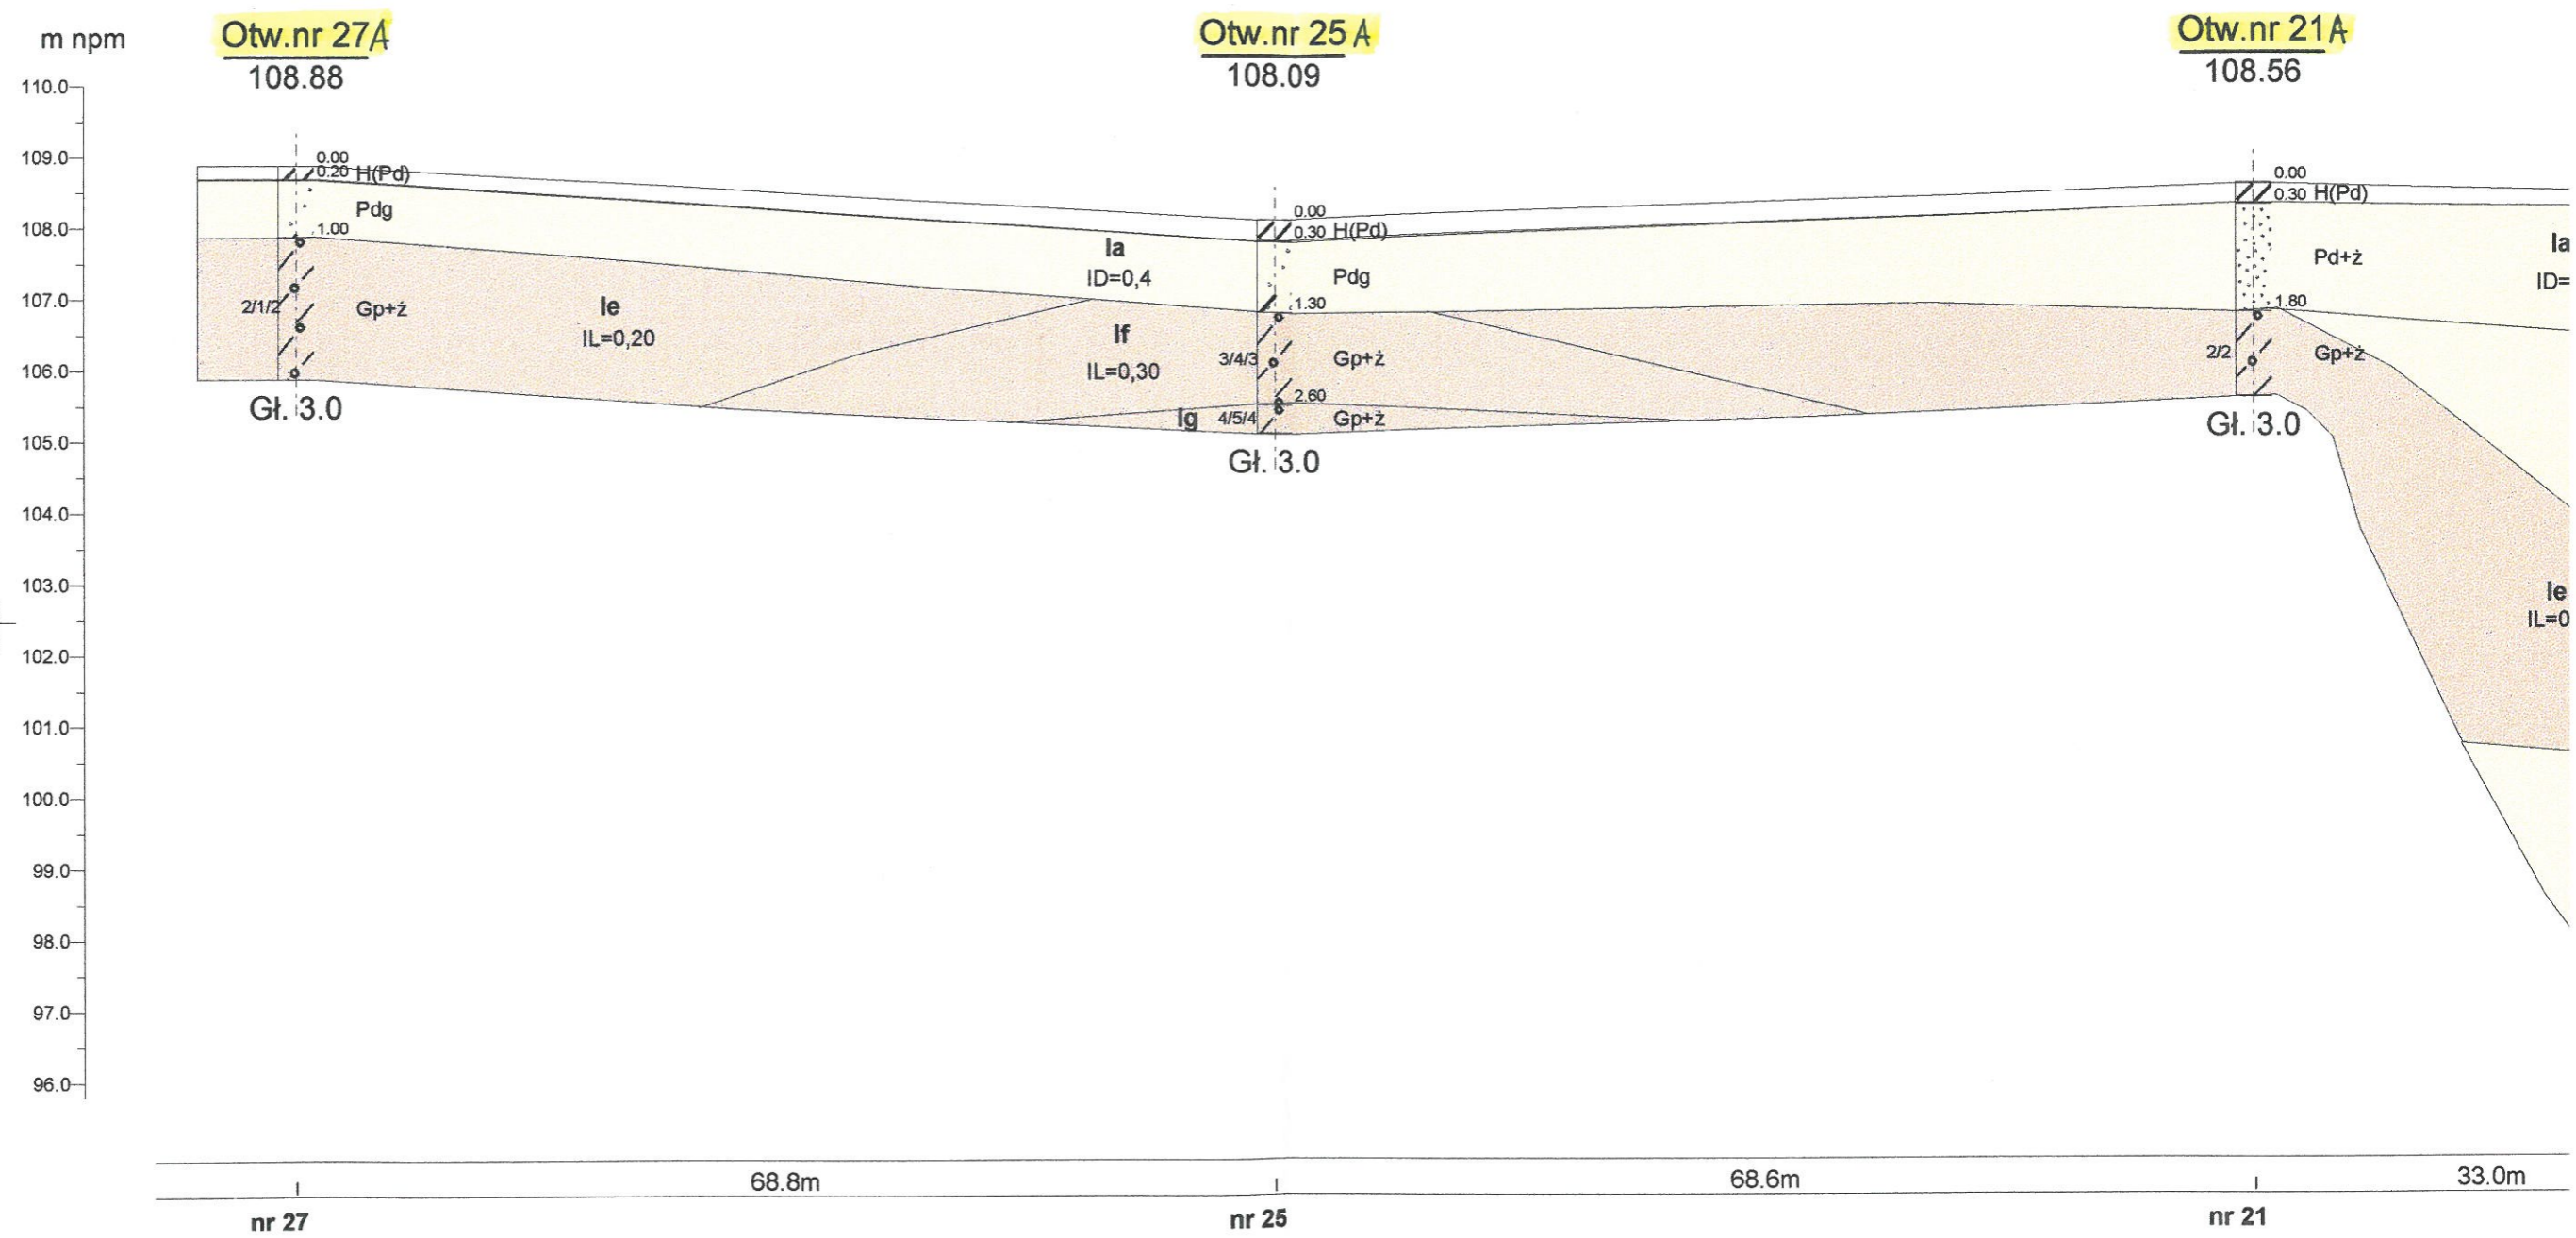 m npm
Otw.nr 27A
108.88
Otw.nr 25A
108.09
Otw.nr 21A
108.56
110.0
109.0
108.0
107.0
106.0
105.0
104.0
103.0
102.0
101.0
100.0
99.0
98.0
97.0
96.0
0.00
0.20 H(Pd)
Pdg
1.00
2/1/2
Gp+ż
Gł. 3.0
Ie
IL=0,20
Ia
ID=0,4
If
IL=0,30
Ig
0.00
0.30 H(Pd)
Pdg
1.30
3/4/3
Gp+ż
2.60
4/5/4
Gp+ż
Gł. 3.0
0.00
0.30 H(Pd)
Pd+ż
1.80
2/2
Gp+ż
Gł. 3.0
Ia
ID=
Ie
IL=0
68.8m
68.6m
33.0m
nr 27
nr 25
nr 21